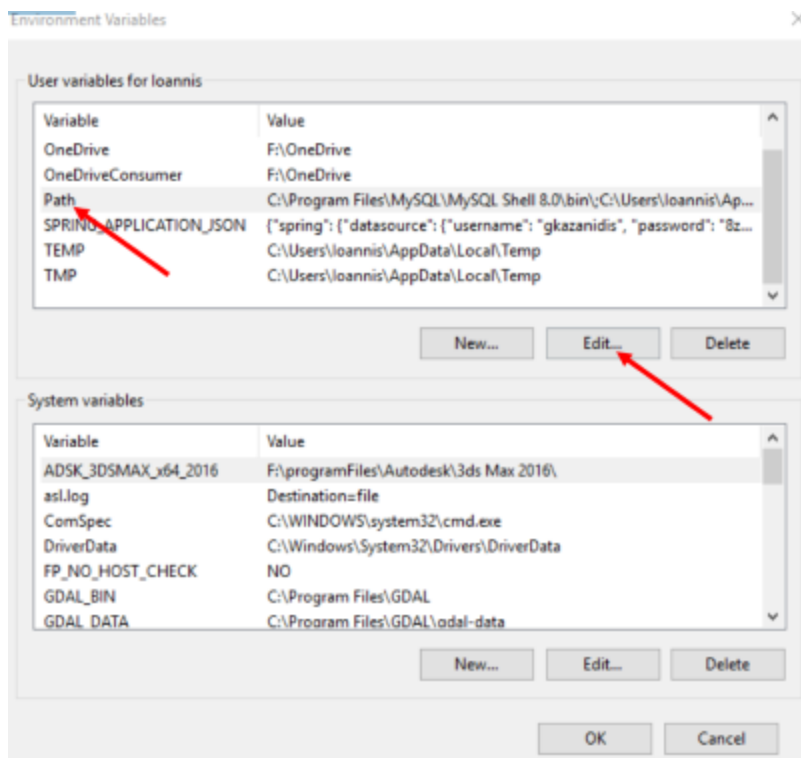 Environment Variables
User variables for Ioannis
Variable Value
OneDrive F:\OneDrive
OneDriveConsumer F:\OneDrive
Path C:\Program Files\MySQL\MySQL Shell 8.0\bin\;C:\Users\Ioannis\Ap...
SPRING_APPLICATION_JSON {"spring": {"datasource": {"username": "gkazanidis", "password": "8z...
TEMP C:\Users\Ioannis\AppData\Local\Temp
TMP C:\Users\Ioannis\AppData\Local\Temp
New... Edit... Delete
System variables
Variable Value
ADSK_3DSMAX_x64_2016 F:\programFiles\Autodesk\3ds Max 2016\
asl.log Destination=file
ComSpec C:\WINDOWS\system32\cmd.exe
DriverData C:\Windows\System32\Drivers\DriverData
FP_NO_HOST_CHECK NO
GDAL_BIN C:\Program Files\GDAL
GDAL_DATA C:\Program Files\GDAL\gdal-data
New... Edit... Delete
OK Cancel